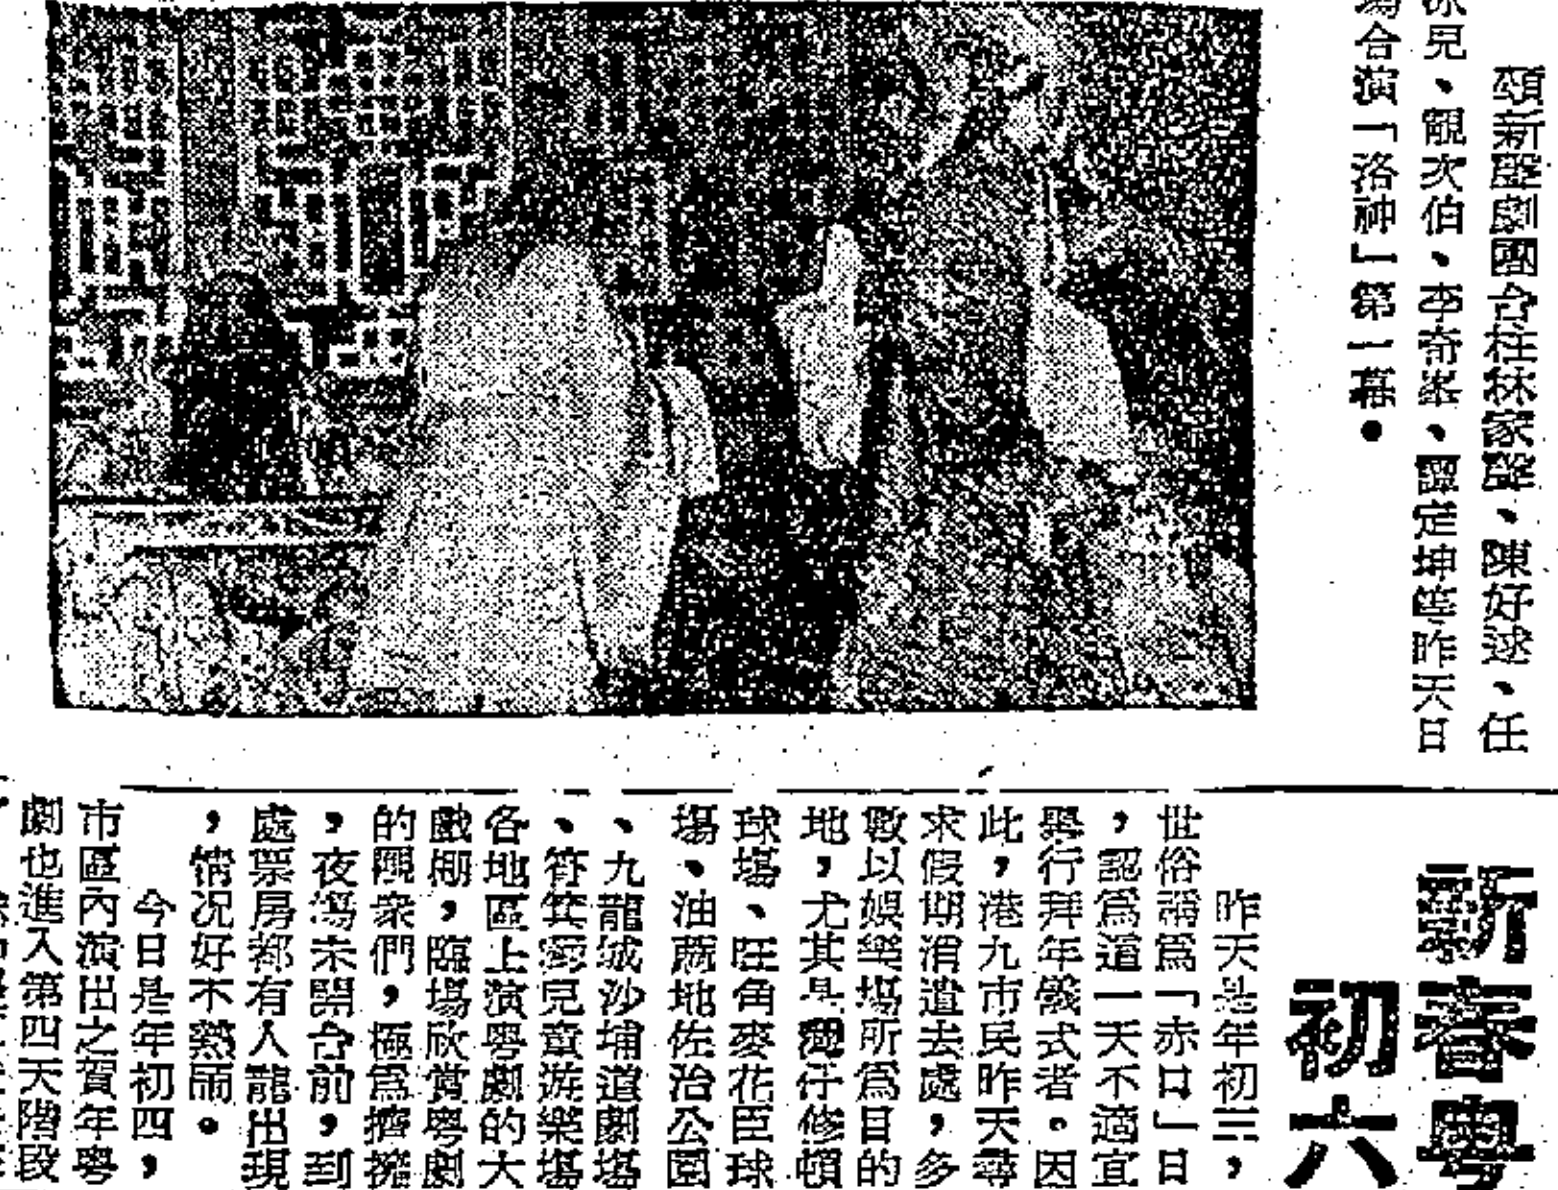 頌新聲劇團台柱林家聲、陳好逑、任
冰兒、靚次伯、李奇峯、譚定坤等昨天日
場合演「洛神」第一幕。
新春粵
初六
昨天是年初三，
世俗稱爲「赤口」日
，認爲這一天不適宜
舉行拜年儀式者。因
此，港九市民昨天尋
求假期消遣去處，多
數以娛樂場所爲目的
地，尤其是灣仔修頓
球場、旺角麥花臣球
場、油蔴地佐治公園
、九龍城沙埔道劇場
、筲箕灣兒童游樂場
各地區上演粵劇的大
戲棚，臨場欣賞粵劇
的觀衆們，極爲擠擁
，夜場未開台前，到
處票房都有人龍出現
，情况好不熱鬧。
今日是年初四，
市區內演出之賀年粵
劇也進入第四天階段